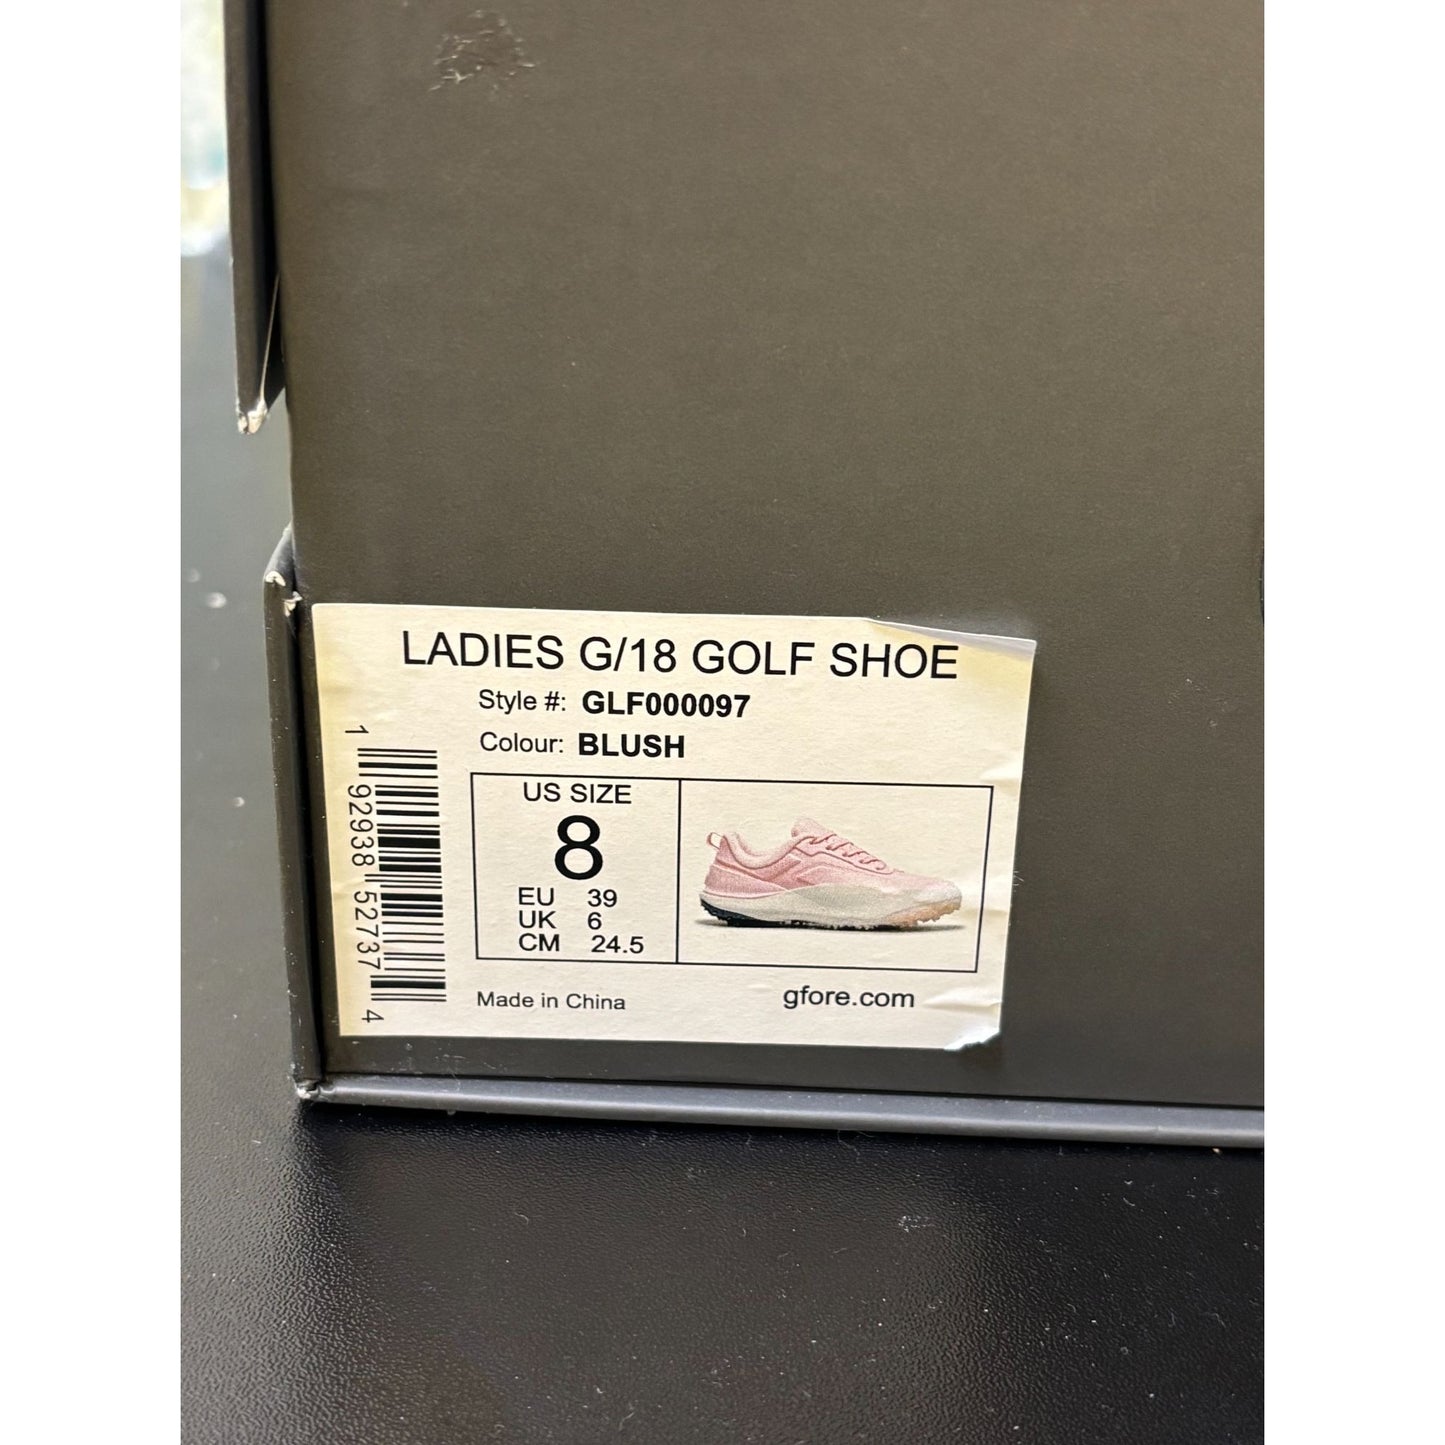 LADIES G/18 GOLF SHOE
Style #: GLF000097
Colour: BLUSH
1 92938 52737 4
US SIZE
8
EU 39
UK 6
CM 24.5
Made in China
gfore.com